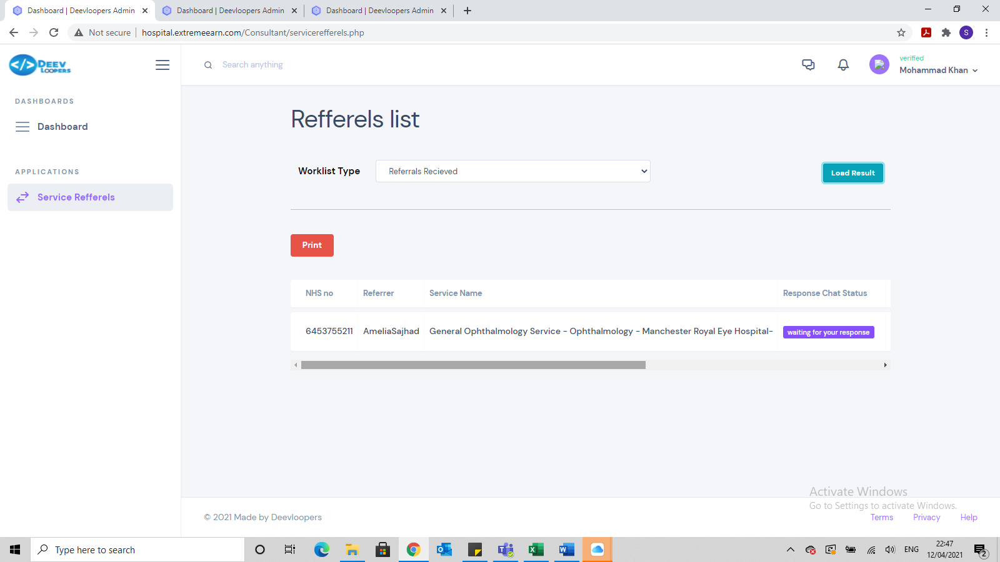 Dashboard | Deevloopers Admin
Dashboard | Deevloopers Admin
Dashboard | Deevloopers Admin
Not secure
hospital.extremeearn.com/Consultant/servicerefferels.php
S
</> DEEV
LOOPERS
Search anything
verified
Mohammad Khan
DASHBOARDS
Dashboard
APPLICATIONS
Service Refferels
Refferels list
Worklist Type
Referrals Recieved
Load Result
Print
NHS no Referrer Service Name Response Chat Status
6453755211 AmeliaSajhad General Ophthalmology Service - Ophthalmology - Manchester Royal Eye Hospital- waiting for your response
Activate Windows
Go to Settings to activate Windows.
© 2021 Made by Deevloopers
Terms Privacy Help
Type here to search
ENG
22:47
12/04/2021
2